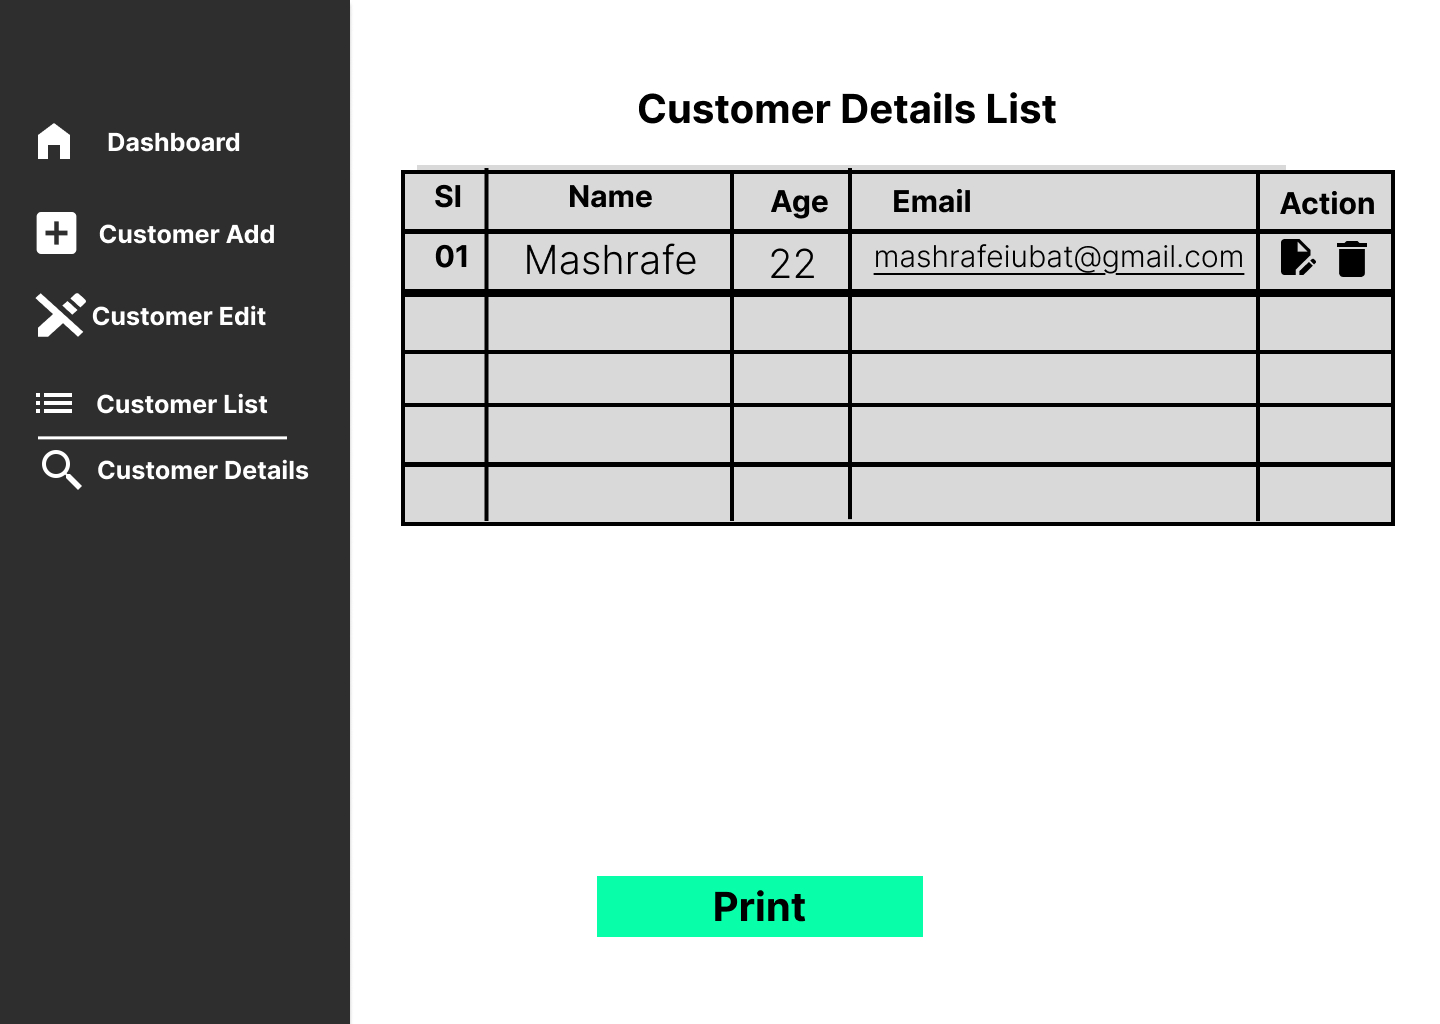 Dashboard
Customer Add
Customer Edit
Customer List
Customer Details
Customer Details List
Sl Name Age Email Action
01 Mashrafe 22 mashrafeiubat@gmail.com
Print